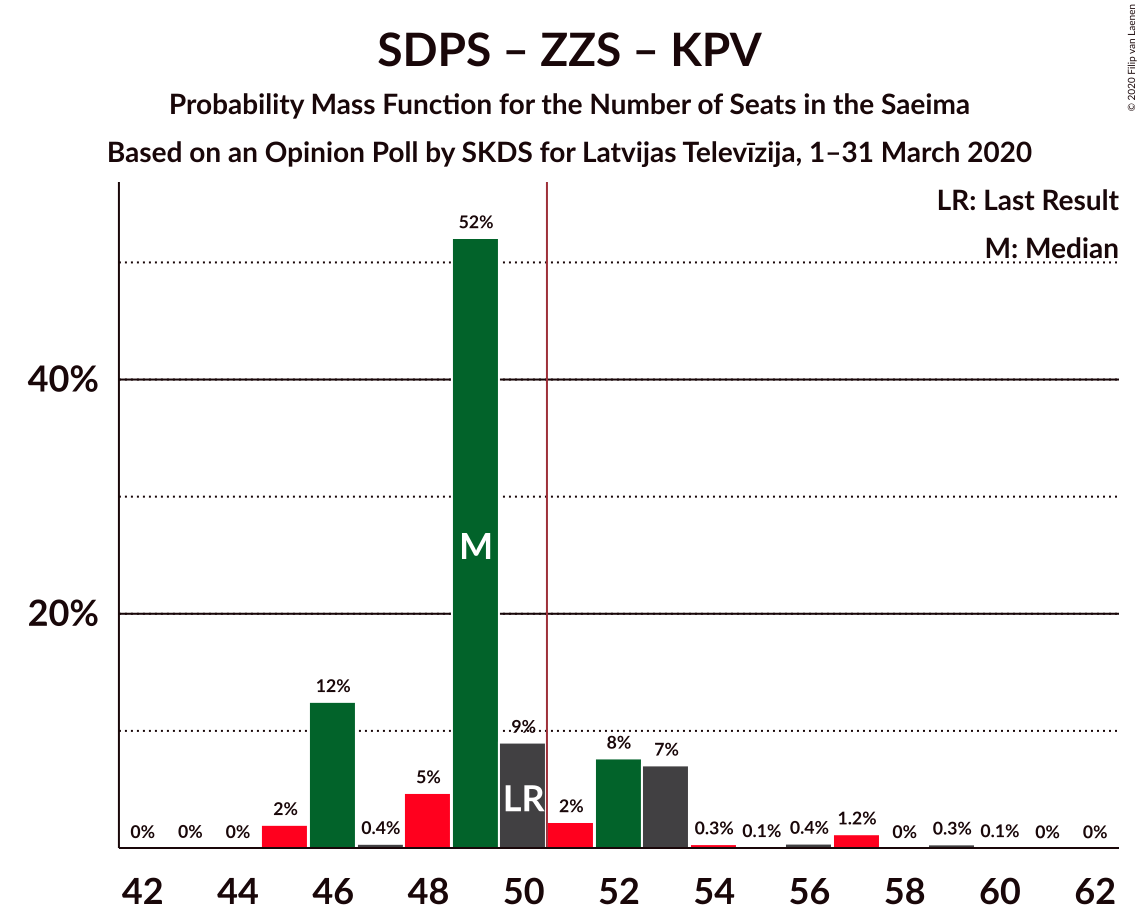 SDPS – ZZS – KPV
Probability Mass Function for the Number of Seats in the Saeima
Based on an Opinion Poll by SKDS for Latvijas Televīzija, 1–31 March 2020
© 2020 Filip van Laenen
LR: Last Result
M: Median
40%
20%
0% 0% 0% 2% 12% 0.4% 5% 52% 9% 2% 8% 7% 0.3% 0.1% 0.4% 1.2% 0% 0.3% 0.1% 0% 0%
M
LR
42 44 46 48 50 52 54 56 58 60 62